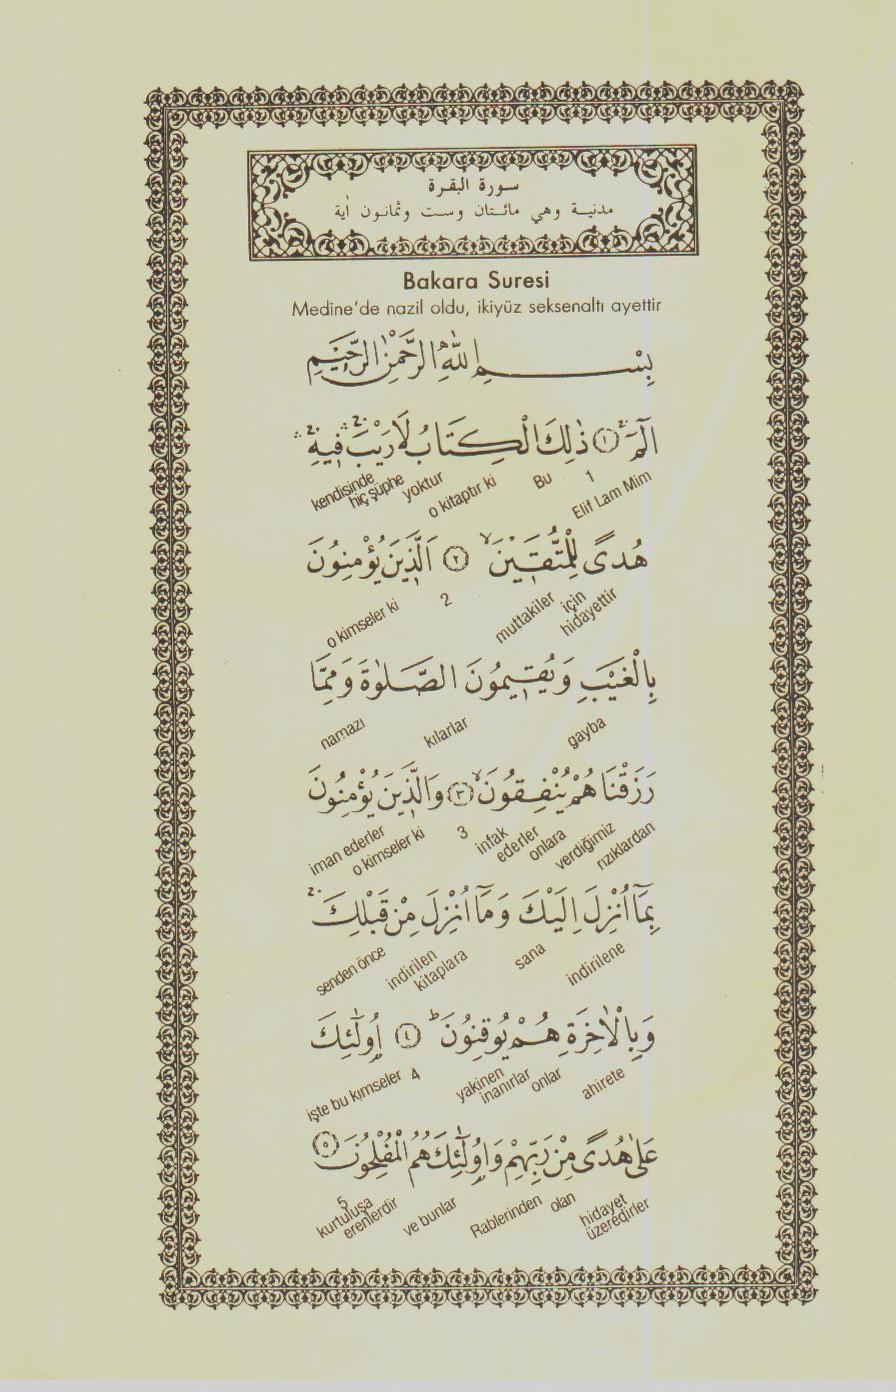 سورة البقرة
مدنية وهي مائتان وست وثمانون اٰية
Bakara Suresi
Medine'de nazil oldu, ikiyüz seksenaltı ayettir
بِسْمِ اللّٰهِ الرَّحْمٰنِ الرَّحِيمِ
الٓمٓ ۚ ﴿١﴾ ذٰلِكَ الْكِتَابُ لَا رَيْبَ ۚۛ فِيهِ ۚۛ
Elif Lam Mim 1 Bu o kitaptır ki yoktur hiç şüphe kendisinde
هُدًى لِلْمُتَّقِينَ ۙ ﴿٢﴾ اَلَّذِينَ يُؤْمِنُونَ
hidayettir için muttakiler 2 o kimseler ki
بِالْغَيْبِ وَيُقِيمُونَ الصَّلٰوةَ وَمِمَّا
gayba kılarlar namazı
رَزَقْنَاهُمْ يُنْفِقُونَ ۙ ﴿٣﴾ وَالَّذِينَ يُؤْمِنُونَ
rızıklardan verdiğimiz onlara ederler infak 3 o kimseler ki iman ederler
بِمَٓا اُنْزِلَ اِلَيْكَ وَمَٓا اُنْزِلَ مِنْ قَبْلِكَ ۚ
indirilene sana kitaplara indirilen senden önce
وَبِالْاٰخِرَةِ هُمْ يُوقِنُونَ ۜ ﴿٤﴾ اُو۬لٰٓئِكَ
ahirete onlar inanırlar yakinen 4 işte bu kımseler
عَلٰى هُدًى مِنْ رَبِّهِمْ وَاُو۬لٰٓئِكَ هُمُ الْمُفْلِحُونَ ﴿٥﴾
üzeredirler hidayet olan Rablerinden ve bunlar erenlerdir kurtuluşa 5